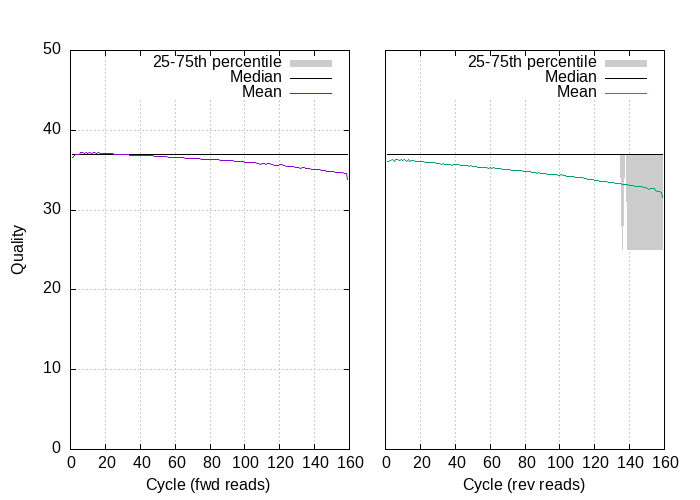 50
40
30
20
10
0
Quality
25-75th percentile
Median
Mean
0 20 40 60 80 100 120 140 160
Cycle (fwd reads)
25-75th percentile
Median
Mean
0 20 40 60 80 100 120 140 160
Cycle (rev reads)